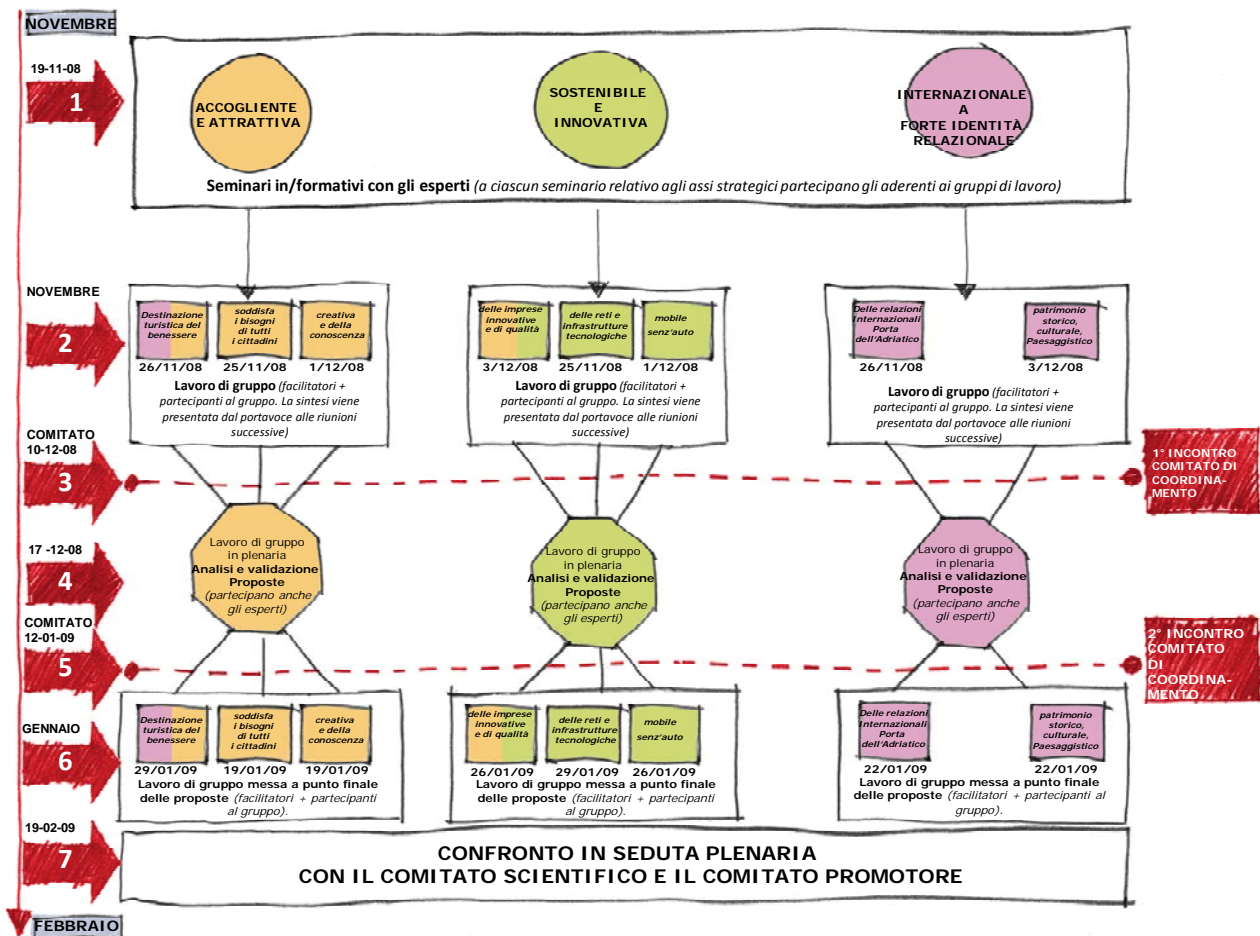 NOVEMBRE
19-11-08
1
ACCOGLIENTE
E ATTRATTIVA
SOSTENIBILE
E
INNOVATIVA
INTERNAZIONALE
A
FORTE IDENTITÀ
RELAZIONALE
Seminari in/formativi con gli esperti (a ciascun seminario relativo agli assi strategici partecipano gli aderenti ai gruppi di lavoro)
NOVEMBRE
2
Destinazione
turistica del
benessere
26/11/08
soddisfa
i bisogni
di tutti
i cittadini
25/11/08
creativa
e della
conoscenza
1/12/08
Lavoro di gruppo (facilitatori +
partecipanti al gruppo. La sintesi viene
presentata dal portavoce alle riunioni
successive)
delle imprese
innovative
e di qualità
3/12/08
delle reti e
infrastrutture
tecnologiche
25/11/08
mobile
senz'auto
1/12/08
Lavoro di gruppo (facilitatori +
partecipanti al gruppo. La sintesi viene
presentata dal portavoce alle riunioni
successive)
Delle relazioni
Internazionali
Porta
dell'Adriatico
26/11/08
patrimonio
storico,
culturale,
Paesaggistico
3/12/08
Lavoro di gruppo (facilitatori +
partecipanti al gruppo. La sintesi viene
presentata dal portavoce alle riunioni
successive)
COMITATO
10-12-08
3
1° INCONTRO
COMITATO DI
COORDINA-
MENTO
17 -12-08
4
Lavoro di gruppo
in plenaria
Analisi e validazione
Proposte
(partecipano anche
gli esperti)
Lavoro di gruppo
in plenaria
Analisi e validazione
Proposte
(partecipano anche
gli esperti)
Lavoro di gruppo
in plenaria
Analisi e validazione
Proposte
(partecipano anche
gli esperti)
COMITATO
12-01-09
5
2° INCONTRO
COMITATO
DI
COORDINA-
MENTO
GENNAIO
6
Destinazione
turistica del
benessere
29/01/09
soddisfa
i bisogni
di tutti
i cittadini
19/01/09
creativa
e della
conoscenza
19/01/09
Lavoro di gruppo messa a punto finale
delle proposte (facilitatori + partecipanti
al gruppo).
delle imprese
innovative
e di qualità
26/01/09
delle reti e
infrastrutture
tecnologiche
29/01/09
mobile
senz'auto
26/01/09
Lavoro di gruppo messa a punto finale
delle proposte (facilitatori + partecipanti
al gruppo).
Delle relazioni
Internazionali
Porta
dell'Adriatico
22/01/09
patrimonio
storico,
culturale,
Paesaggistico
22/01/09
Lavoro di gruppo messa a punto finale
delle proposte (facilitatori + partecipanti al
gruppo).
19-02-09
7
CONFRONTO IN SEDUTA PLENARIA
CON IL COMITATO SCIENTIFICO E IL COMITATO PROMOTORE
FEBBRAIO